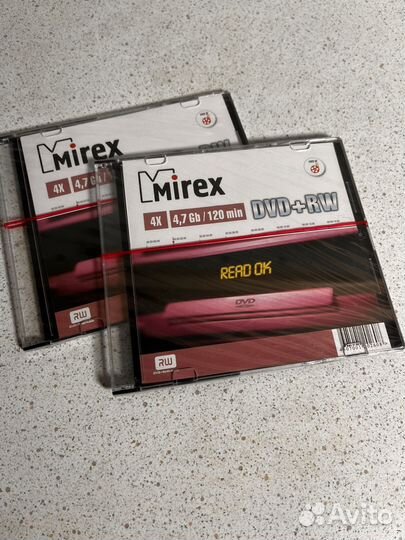 Mirex
4X 4,7 Gb /
RW
Mirex
4X 4,7 Gb / 120 min DVD+RW
READ OK
DVD
RW
RW
Avito